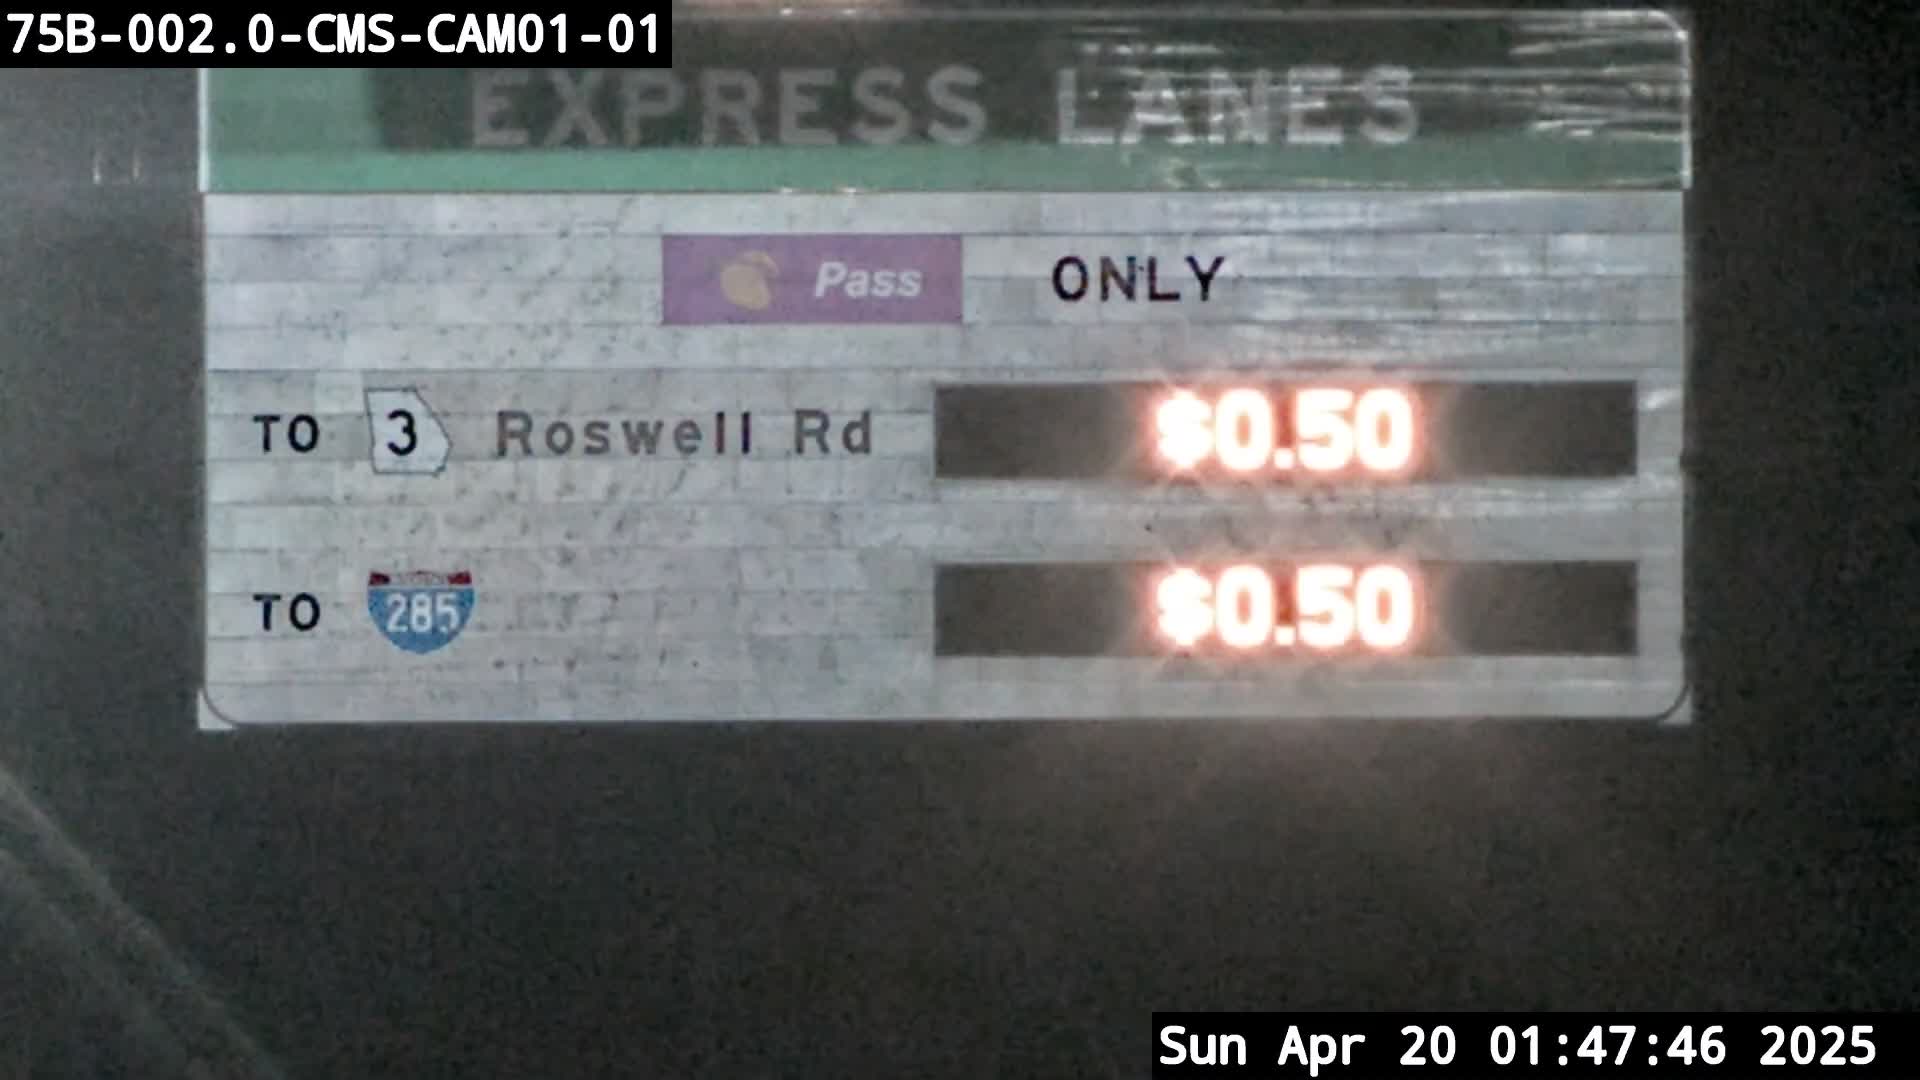 75B-002.0-CMS-CAM01-01
EXPRESS LANES
Pass ONLY
TO 3 Roswell Rd $0.50
TO 285 $0.50
Sun Apr 20 01:47:46 2025